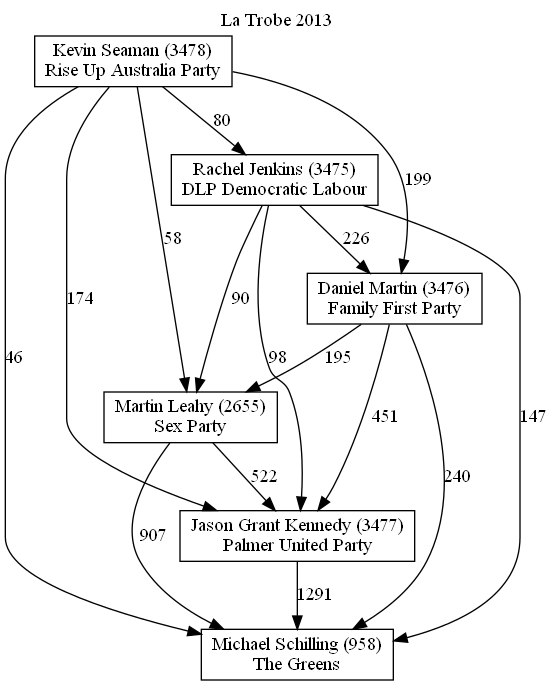 La Trobe 2013
Kevin Seaman (3478)
Rise Up Australia Party
80
Rachel Jenkins (3475)
DLP Democratic Labour
199
58
226
174
90
Daniel Martin (3476)
Family First Party
46
98
195
Martin Leahy (2655)
Sex Party
451
147
522
240
907
Jason Grant Kennedy (3477)
Palmer United Party
1291
Michael Schilling (958)
The Greens